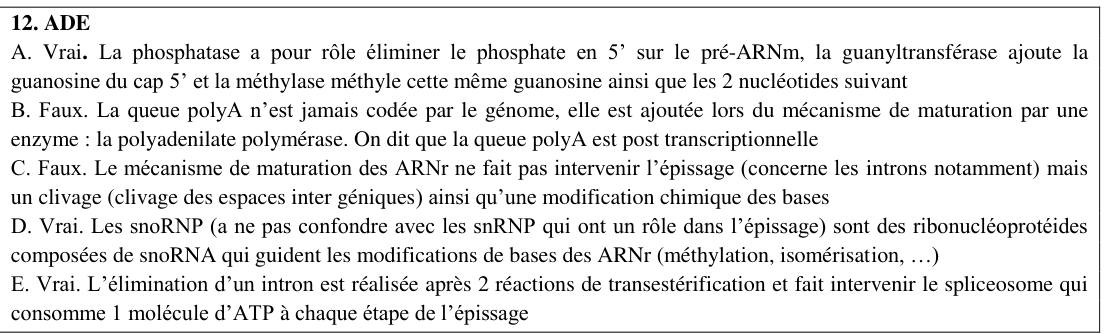 12. ADE
A. Vrai. La phosphatase a pour rôle éliminer le phosphate en 5’ sur le pré-ARNm, la guanyltransférase ajoute la
guanosine du cap 5’ et la méthylase méthyle cette même guanosine ainsi que les 2 nucléotides suivant
B. Faux. La queue polyA n’est jamais codée par le génome, elle est ajoutée lors du mécanisme de maturation par une
enzyme : la polyadenilate polymérase. On dit que la queue polyA est post transcriptionnelle
C. Faux. Le mécanisme de maturation des ARNr ne fait pas intervenir l’épissage (concerne les introns notamment) mais
un clivage (clivage des espaces inter géniques) ainsi qu’une modification chimique des bases
D. Vrai. Les snoRNP (a ne pas confondre avec les snRNP qui ont un rôle dans l’épissage) sont des ribonucléoprotéides
composées de snoRNA qui guident les modifications de bases des ARNr (méthylation, isomérisation, …)
E. Vrai. L’élimination d’un intron est réalisée après 2 réactions de transestérification et fait intervenir le spliceosome qui
consomme 1 molécule d’ATP à chaque étape de l’épissage